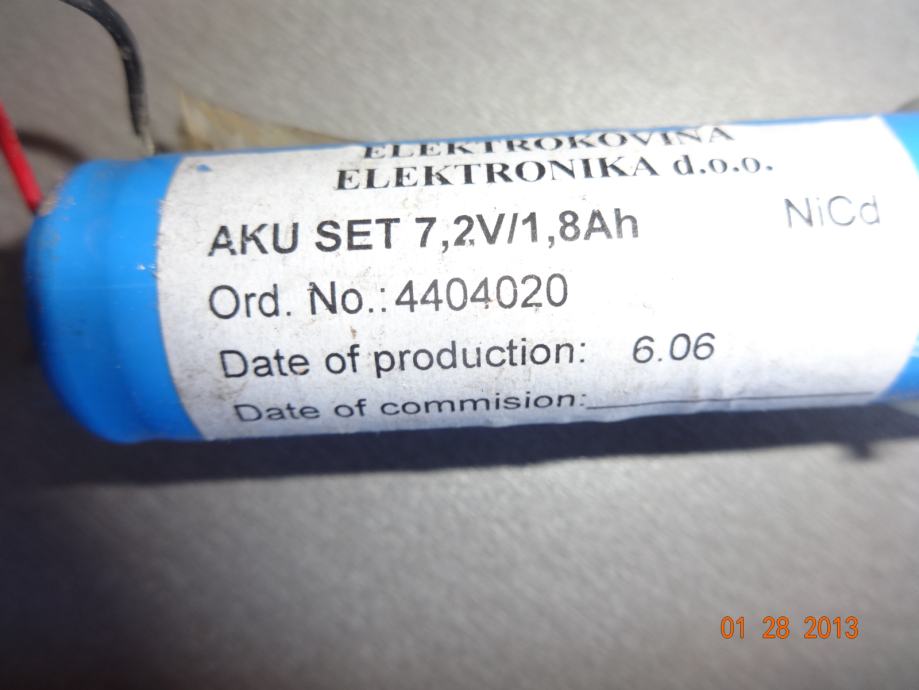 ELEKTROKOVINA
ELEKTRONIKA d.o.o.
AKU SET 7,2V/1,8Ah NiCd
Ord. No.: 4404020
Date of production: 6.06
Date of commision:
01 28 2013